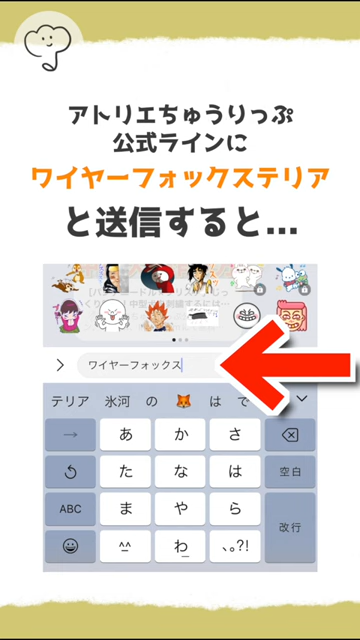 アトリエちゅうりっぷ
公式ラインに
ワイヤーフォックステリア
と送信すると...
ワイヤーフォックス
テリア 氷河 の 🦊 は で
→ あ か さ
た な は 空白
ABC ま や ら
改行
^^ わ_ 、。?!